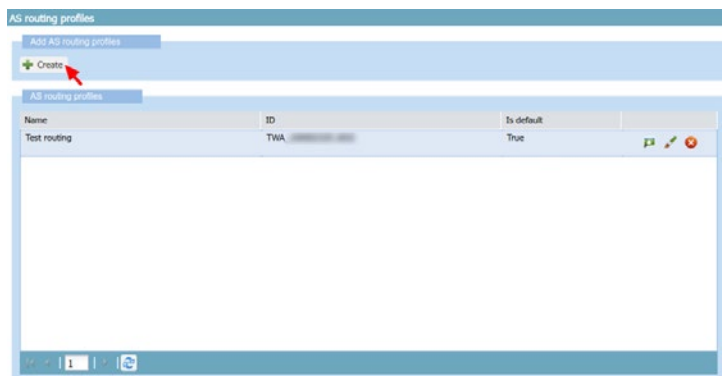 AS routing profiles
Add AS routing profiles
Create
AS routing profiles
Name ID Is default
Test routing TWA_ True
1